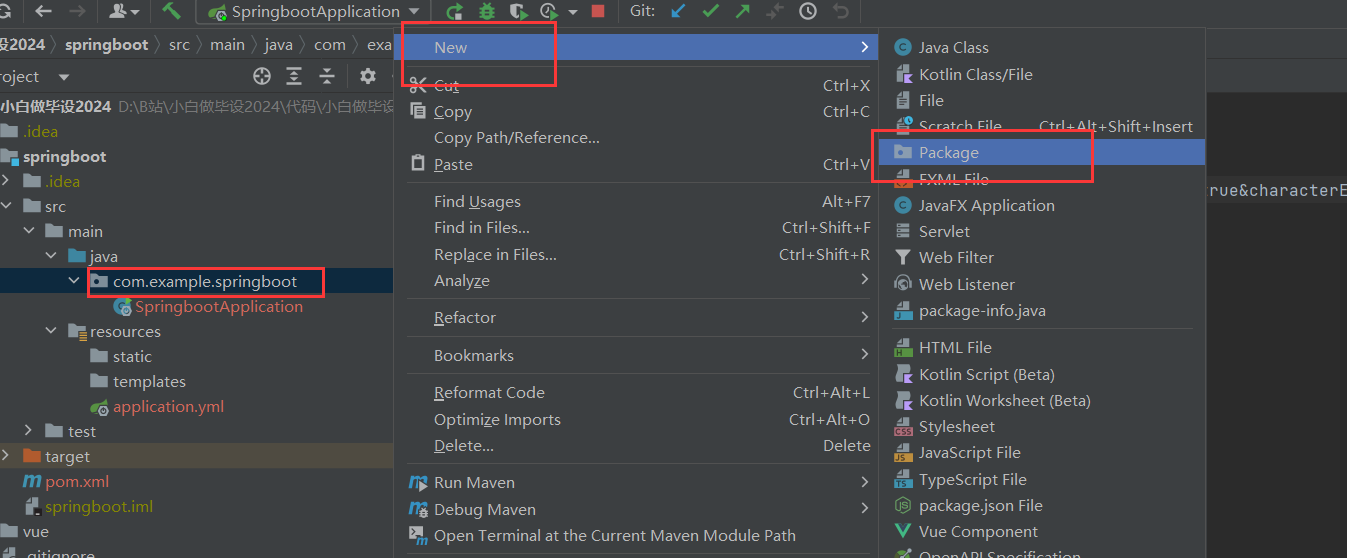 SpringbootApplication
Git:
设2024 〉 springboot 〉 src 〉 main 〉 java 〉 com 〉 exa
roject
小白做毕设2024 D:\B站\小白做毕设2024\代码\小白做毕设
.idea
springboot
.idea
src
main
java
com.example.springboot
SpringbootApplication
resources
static
templates
application.yml
test
target
pom.xml
springboot.iml
vue
.gitignore
New
Cut Ctrl+X
Copy Ctrl+C
Copy Path/Reference...
Paste Ctrl+V
Find Usages Alt+F7
Find in Files... Ctrl+Shift+F
Replace in Files... Ctrl+Shift+R
Analyze
Refactor
Bookmarks
Reformat Code Ctrl+Alt+L
Optimize Imports Ctrl+Alt+O
Delete... Delete
Run Maven
Debug Maven
Open Terminal at the Current Maven Module Path
Java Class
Kotlin Class/File
File
Scratch File Ctrl+Alt+Shift+Insert
Package
FXML File
JavaFX Application
Servlet
Web Filter
Web Listener
package-info.java
HTML File
Kotlin Script (Beta)
Kotlin Worksheet (Beta)
Stylesheet
JavaScript File
TypeScript File
package.json File
Vue Component
OpenAPI Specification
rue&characterE